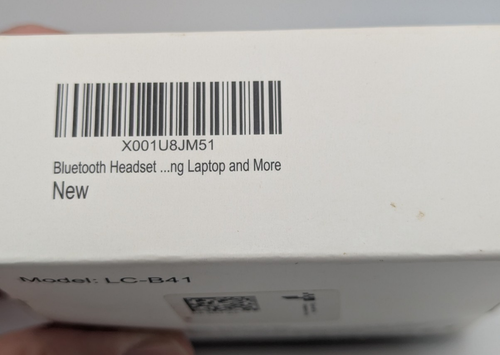 X001U8JM51
Bluetooth Headset ...ng Laptop and More
New
Model: LC-B41